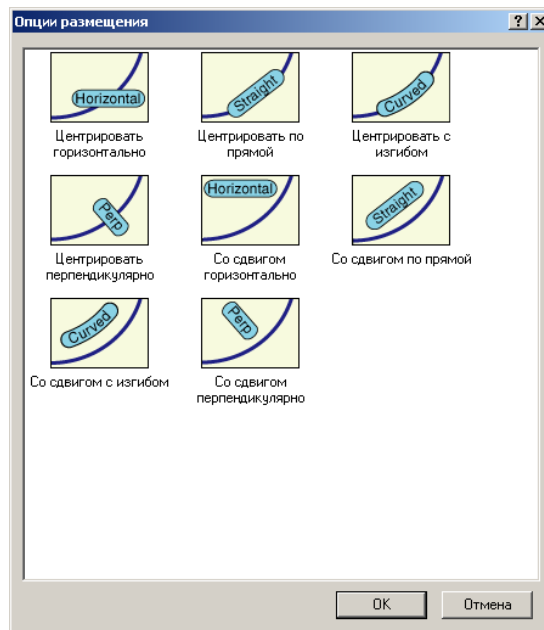 Опции размещения
Horizontal
Straight
Curved
Центрировать
горизонтально
Центрировать по
прямой
Центрировать с
изгибом
Perp
Horizontal
Straight
Центрировать
перпендикулярно
Со сдвигом
горизонтально
Со сдвигом по прямой
Curved
Perp
Со сдвигом с изгибом
Со сдвигом
перпендикулярно
OK
Отмена